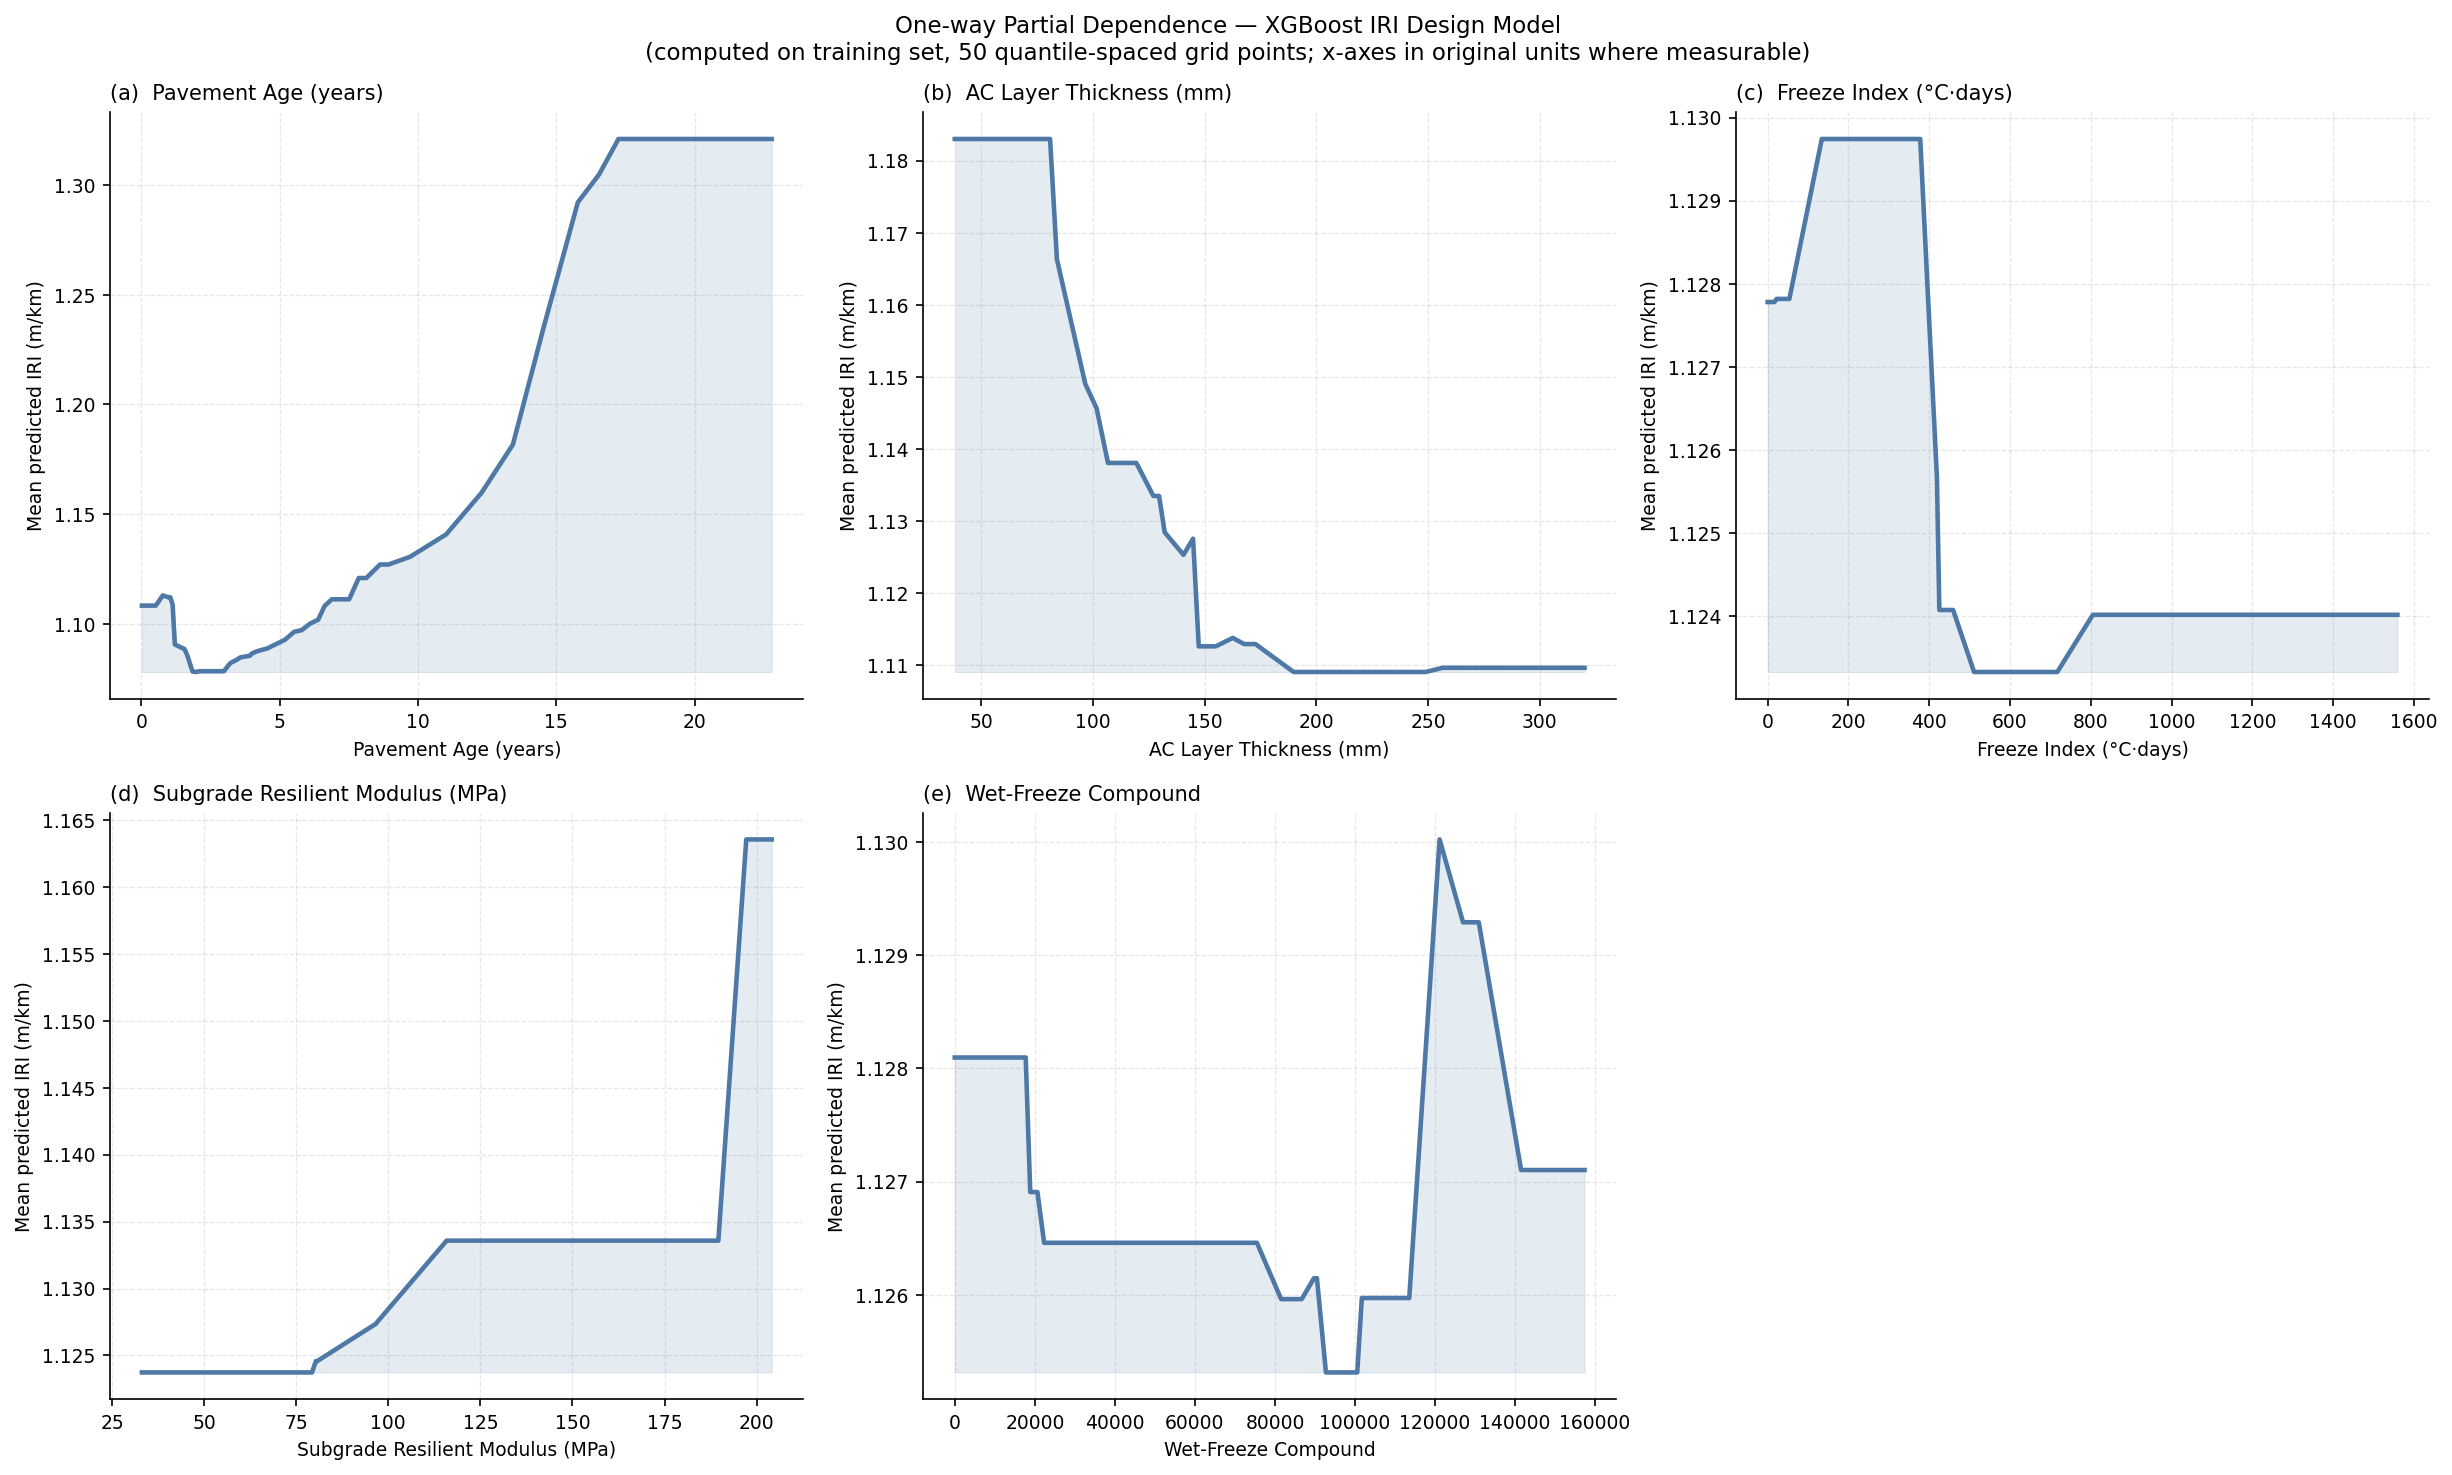 One-way Partial Dependence — XGBoost IRI Design Model
(computed on training set, 50 quantile-spaced grid points; x-axes in original units where measurable)
(a)  Pavement Age (years)
Mean predicted IRI (m/km)
1.30
1.25
1.20
1.15
1.10
0 5 10 15 20
Pavement Age (years)
(b)  AC Layer Thickness (mm)
Mean predicted IRI (m/km)
1.18
1.17
1.16
1.15
1.14
1.13
1.12
1.11
50 100 150 200 250 300
AC Layer Thickness (mm)
(c)  Freeze Index (°C·days)
Mean predicted IRI (m/km)
1.130
1.129
1.128
1.127
1.126
1.125
1.124
0 200 400 600 800 1000 1200 1400 1600
Freeze Index (°C·days)
(d)  Subgrade Resilient Modulus (MPa)
Mean predicted IRI (m/km)
1.165
1.160
1.155
1.150
1.145
1.140
1.135
1.130
1.125
25 50 75 100 125 150 175 200
Subgrade Resilient Modulus (MPa)
(e)  Wet-Freeze Compound
Mean predicted IRI (m/km)
1.130
1.129
1.128
1.127
1.126
0 20000 40000 60000 80000 100000 120000 140000 160000
Wet-Freeze Compound